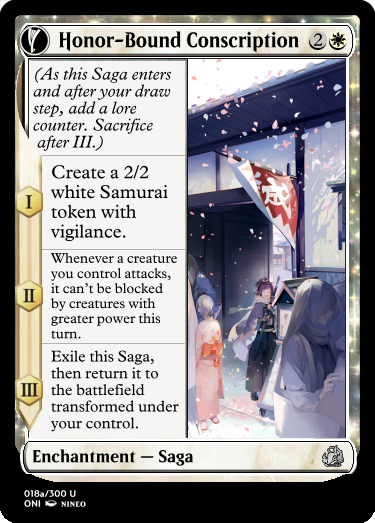 Honor-Bound Conscription 2
(As this Saga enters
and after your draw
step, add a lore
counter. Sacrifice
after III.)
I
Create a 2/2
white Samurai
token with
vigilance.
II
Whenever a creature
you control attacks,
it can't be blocked
by creatures with
greater power this
turn.
III
Exile this Saga,
then return it to
the battlefield
transformed under
your control.
Enchantment — Saga
018a/300 U
ONI NINEO